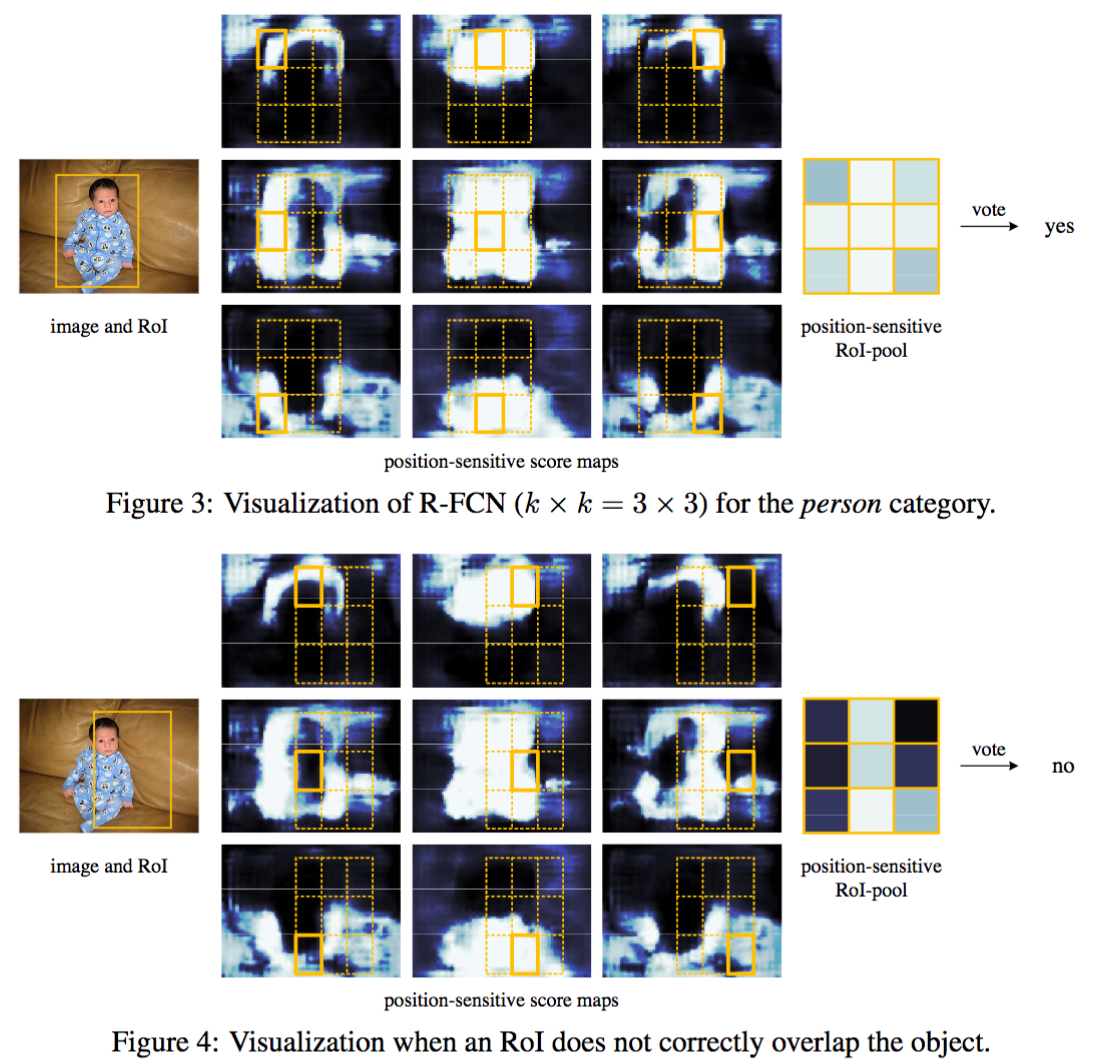 vote
yes
image and RoI
position-sensitive
RoI-pool
position-sensitive score maps
Figure 3: Visualization of R-FCN (k × k = 3 × 3) for the person category.
vote
no
image and RoI
position-sensitive
RoI-pool
position-sensitive score maps
Figure 4: Visualization when an RoI does not correctly overlap the object.